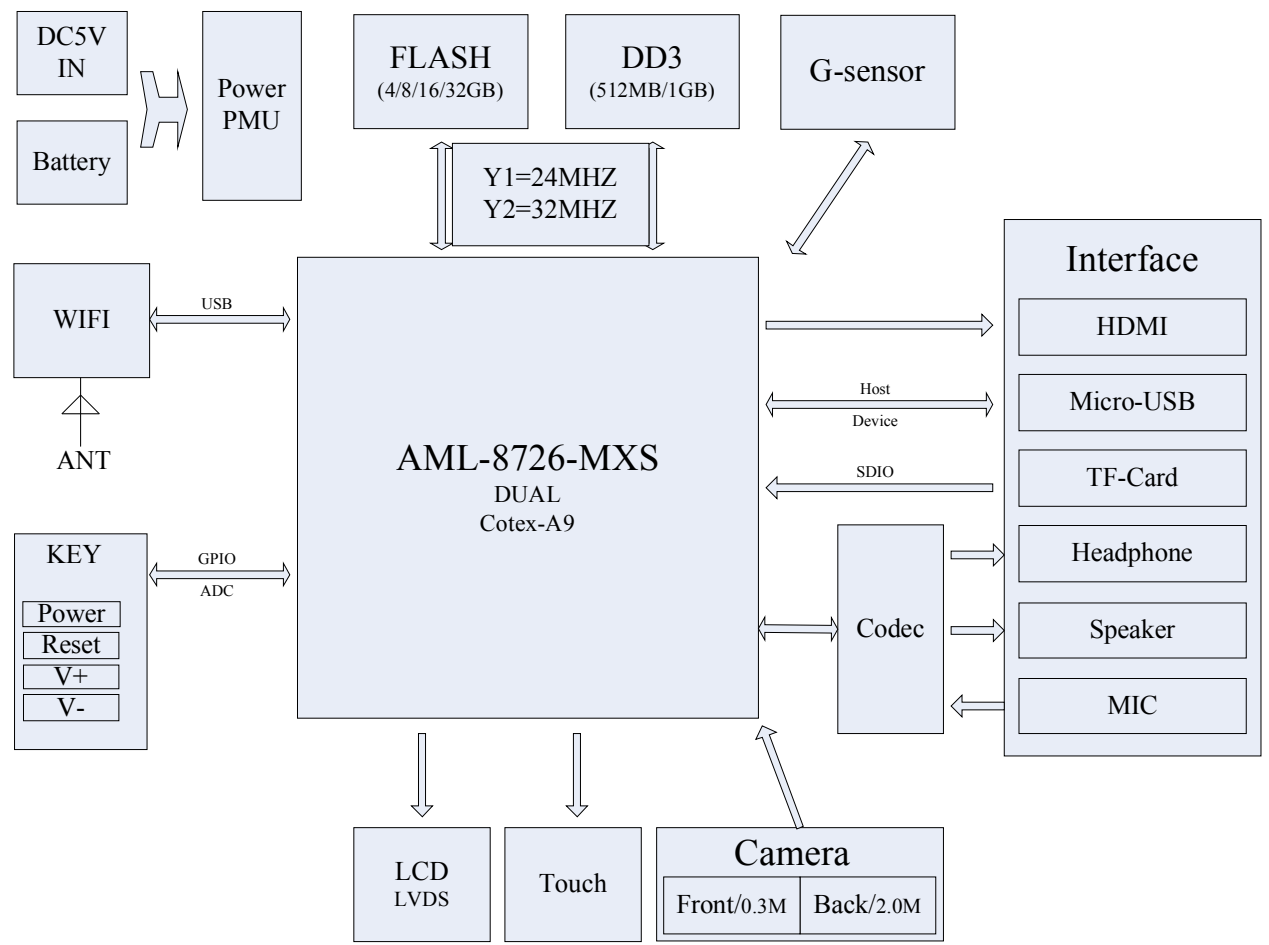 DC5V
IN
Battery
Power
PMU
FLASH
(4/8/16/32GB)
DD3
(512MB/1GB)
G-sensor
Y1=24MHZ
Y2=32MHZ
WIFI
USB
ANT
KEY
Power
Reset
V+
V-
GPIO
ADC
AML-8726-MXS
DUAL
Cotex-A9
Host
Device
SDIO
Codec
Interface
HDMI
Micro-USB
TF-Card
Headphone
Speaker
MIC
LCD
LVDS
Touch
Camera
Front/0.3M
Back/2.0M